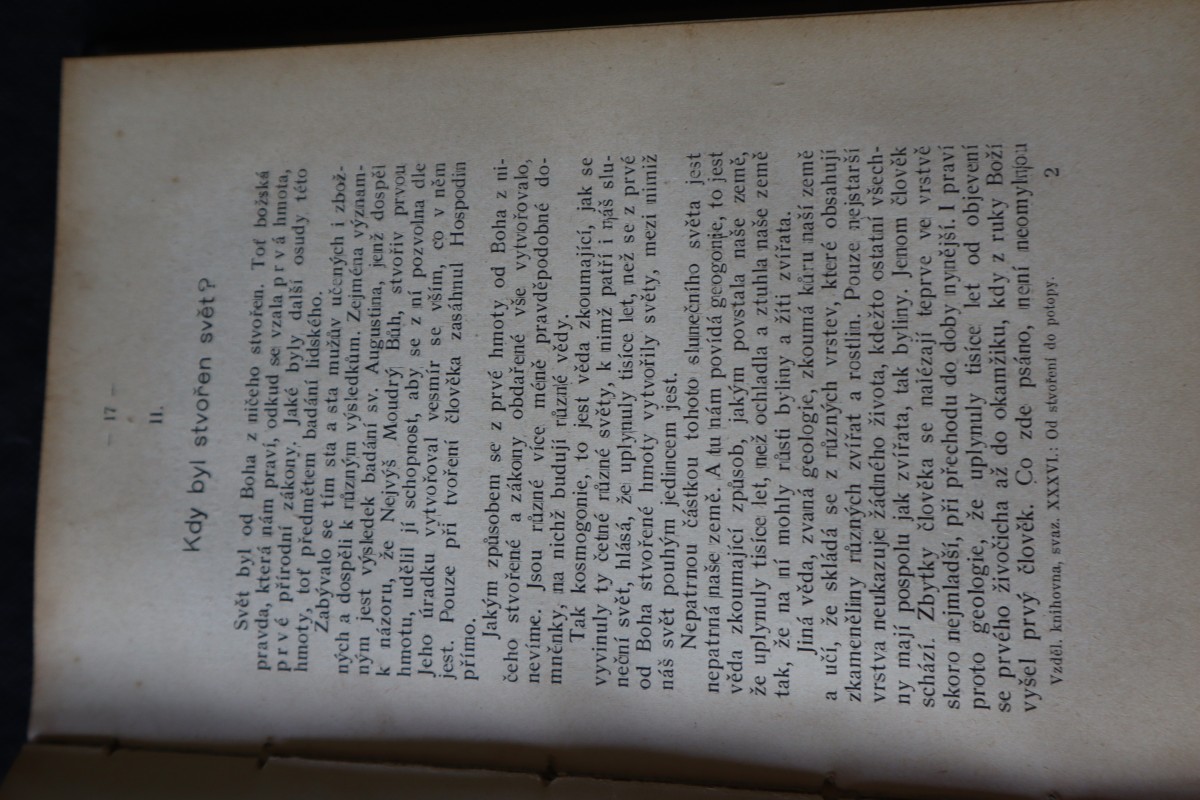 — 17 —
II.
Kdy byl stvořen svět?
Svět byl od Boha z ničeho stvořen. Toť božská
pravda, která nám praví, odkud se vzala prvá hmota,
prvé přírodní zákony. Jaké byly další osudy této
hmoty, toť předmětem badání lidského.
Zabývalo se tím sta a sta mužův učených i zbož-
ných a dospěli k různým výsledkům. Zejména význam-
ným jest výsledek badání sv. Augustina, jenž dospěl
k názoru, že Nejvýš Moudrý Bůh, stvořiv prvou
hmotu, udělil jí schopnost, aby se z ní pozvolna dle
Jeho úradku vytvořoval vesmír se vším, co v něm
jest. Pouze při tvoření člověka zasáhnul Hospodin
přímo.
Jakým způsobem se z prvé hmoty od Boha z ni-
čeho stvořené a zákony obdařené vše vytvořovalo,
nevíme. Jsou různé více méně pravděpodobné do-
mněnky, na nichž budují různé vědy.
Tak kosmogonie, to jest věda zkoumající, jak se
vyvinuly ty četné různé světy, k nimž patří i náš slu-
neční svět, hlásá, že uplynuly tisíce let, než se z prvé
od Boha stvořené hmoty vytvořily světy, mezi nimiž
náš svět pouhým jedincem jest.
Nepatrnou částkou tohoto slunečního světa jest
nepatrná naše země. A tu nám povídá geogonie, to jest
věda zkoumající způsob, jakým povstala naše země,
že uplynuly tisíce let, než ochladla a ztuhla naše země
tak, že na ní mohly růsti byliny a žíti zvířata.
Jiná věda, zvaná geologie, zkoumá kůru naší země
a učí, že skládá se z různých vrstev, které obsahují
zkameněliny různých zvířat a rostlin. Pouze nejstarší
vrstva neukazuje žádného života, kdežto ostatní všech-
ny mají pospolu jak zvířata, tak byliny. Jenom člověk
schází. Zbytky člověka se nalézají teprve ve vrstvě
skoro nejmladší, při přechodu do doby nynější. I praví
proto geologie, že uplynuly tisíce let od objevení
se prvého živočicha až do okamžiku, kdy z ruky Boží
vyšel prvý člověk. Co zde psáno, není neomylnou
Vzděl. knihovna, svaz. XXXVI.: Od stvoření do potopy. 2